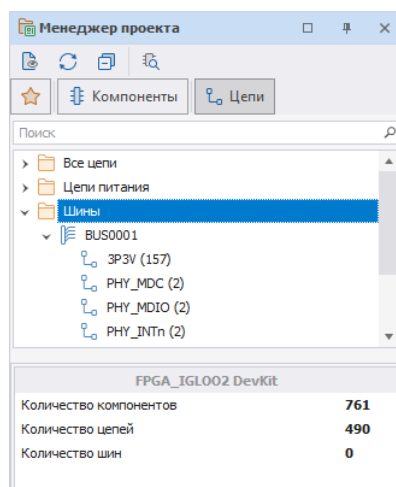 Менеджер проекта
Компоненты
Цепи
Поиск
Все цепи
Цепи питания
Шины
BUS0001
3P3V (157)
PHY_MDC (2)
PHY_MDIO (2)
PHY_INTn (2)
FPGA_IGLOO2 DevKit
Количество компонентов 761
Количество цепей 490
Количество шин 0